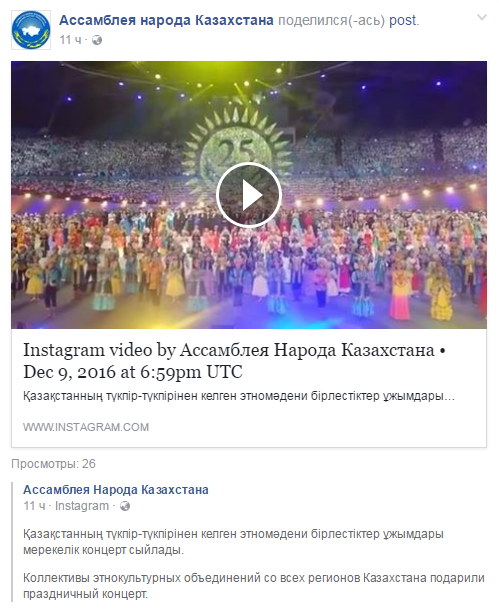 Ассамблея народа Казахстана поделился(-ась) post.
11 ч ·
25
Instagram video by Ассамблея Народа Казахстана •
Dec 9, 2016 at 6:59pm UTC
Қазақстанның түкпір-түкпірінен келген этномәдени бірлестіктер ұжымдары…
WWW.INSTAGRAM.COM
Просмотры: 26
Ассамблея Народа Казахстана
11 ч · Instagram ·
Қазақстанның түкпір-түкпірінен келген этномәдени бірлестіктер ұжымдары
мерекелік концерт сыйлады.
Коллективы этнокультурных объединений со всех регионов Казахстана подарили
праздничный концерт.